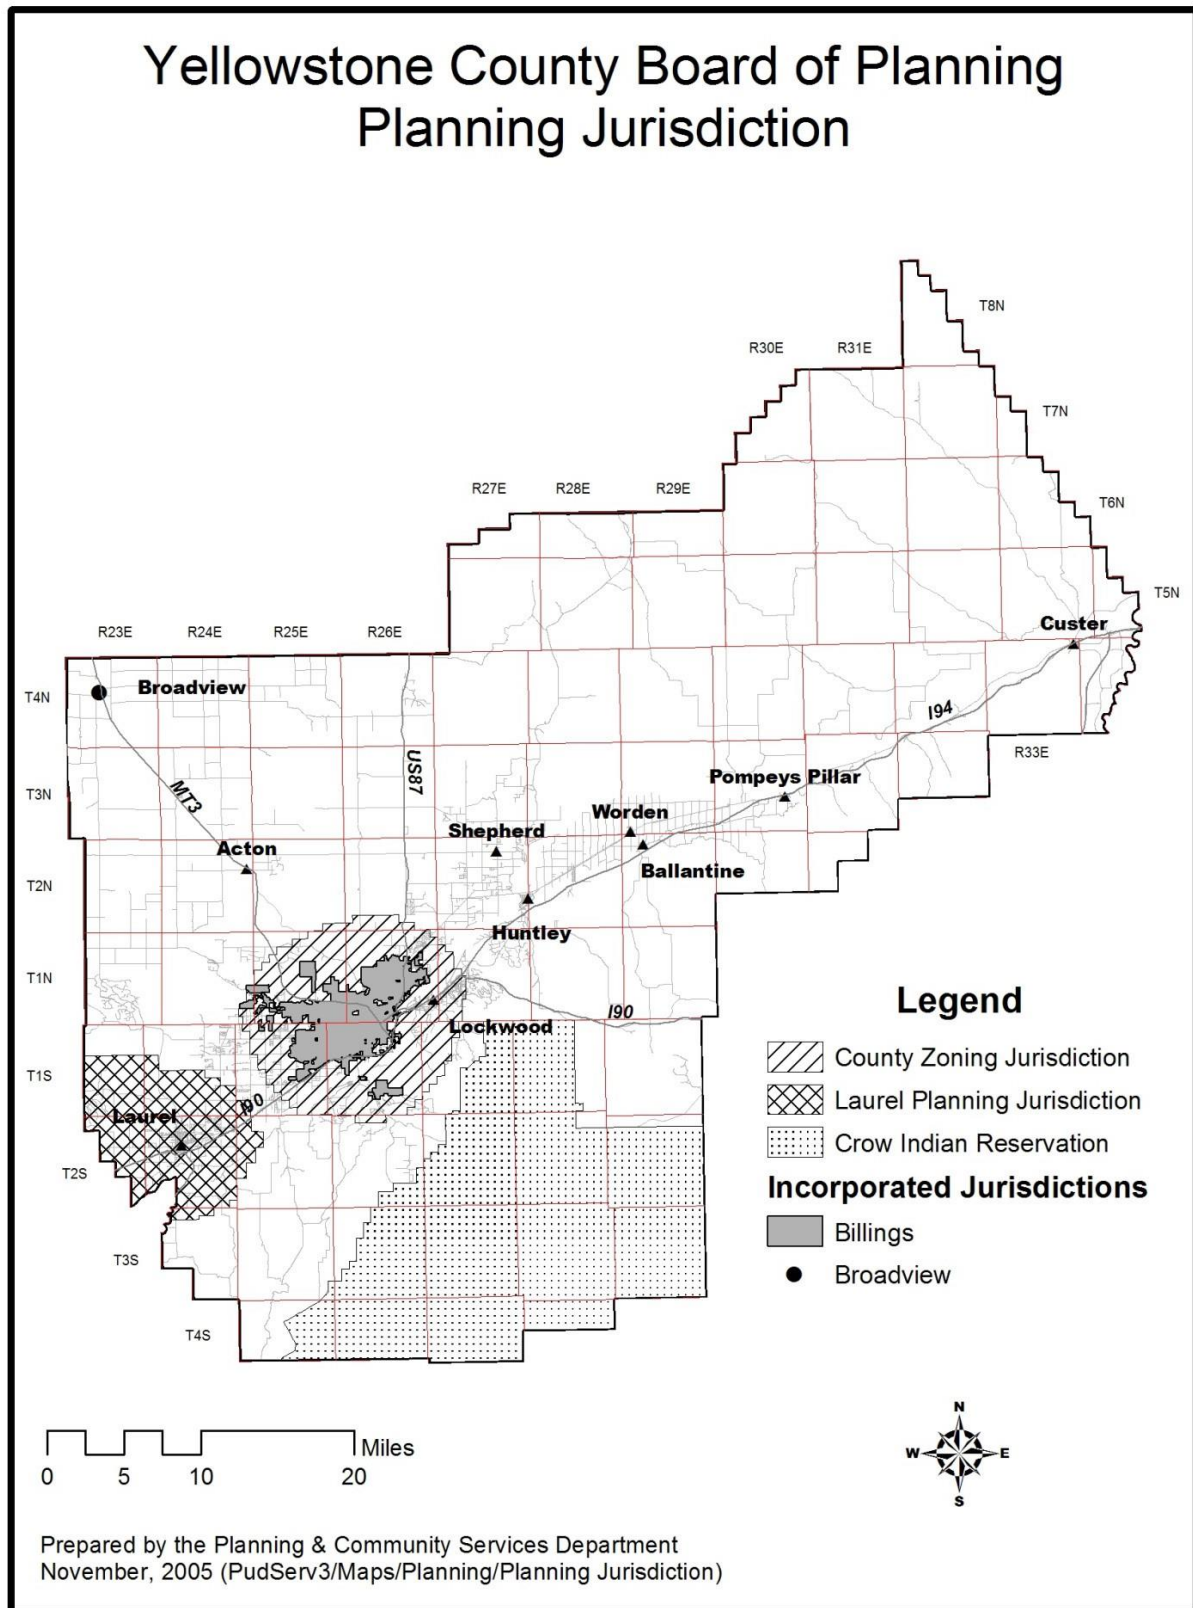 Yellowstone County Board of Planning
Planning Jurisdiction
T8N
R30E R31E
T7N
R27E R28E R29E
T6N
T5N
Custer
R23E R24E R25E R26E
Broadview
T4N
I94
R33E
US87
Pompeys Pillar
MT3
T3N
Worden
Shepherd
Acton
Ballantine
T2N
Huntley
T1N
I90
Lockwood
Legend
County Zoning Jurisdiction
T1S
Laurel Planning Jurisdiction
I90
Laurel
Crow Indian Reservation
T2S
Incorporated Jurisdictions
Billings
T3S
Broadview
T4S
N
W E
S
Miles
0 5 10 20
Prepared by the Planning & Community Services Department
November, 2005 (PudServ3/Maps/Planning/Planning Jurisdiction)